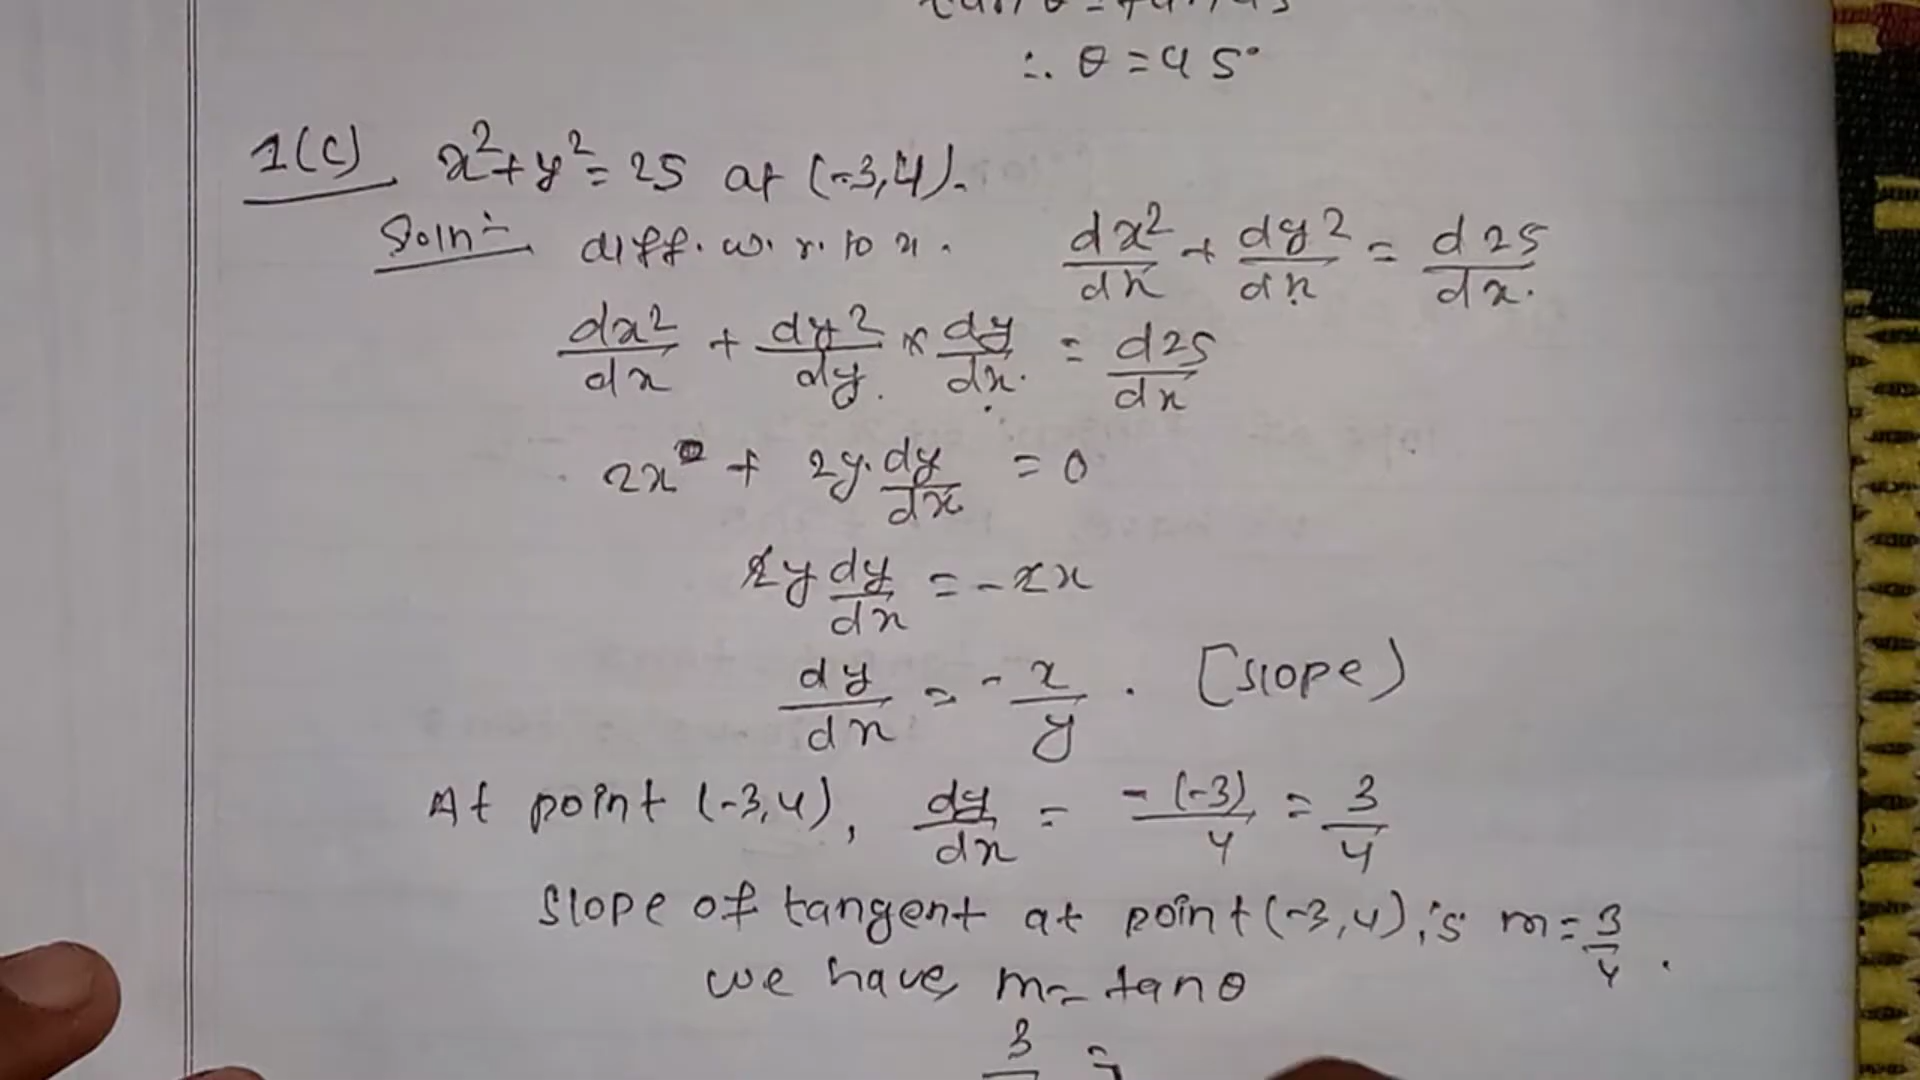 ∴ θ = 45°
1(c). x² + y² = 25 at (-3,4).
Soln:- diff. w. r. to x. dx²/dx + dy²/dx = d25/dx.
dx²/dx + dy²/dy. × dy/dx. = d25/dx
2x + 2y. dy/dx = 0
2y dy/dx = -2x
dy/dx = - x/y . [slope)
At point (-3,4), dy/dx = -(-3)/4 = 3/4
slope of tangent at point (-3,4) is m = 3/4.
we have, m = tanθ
3